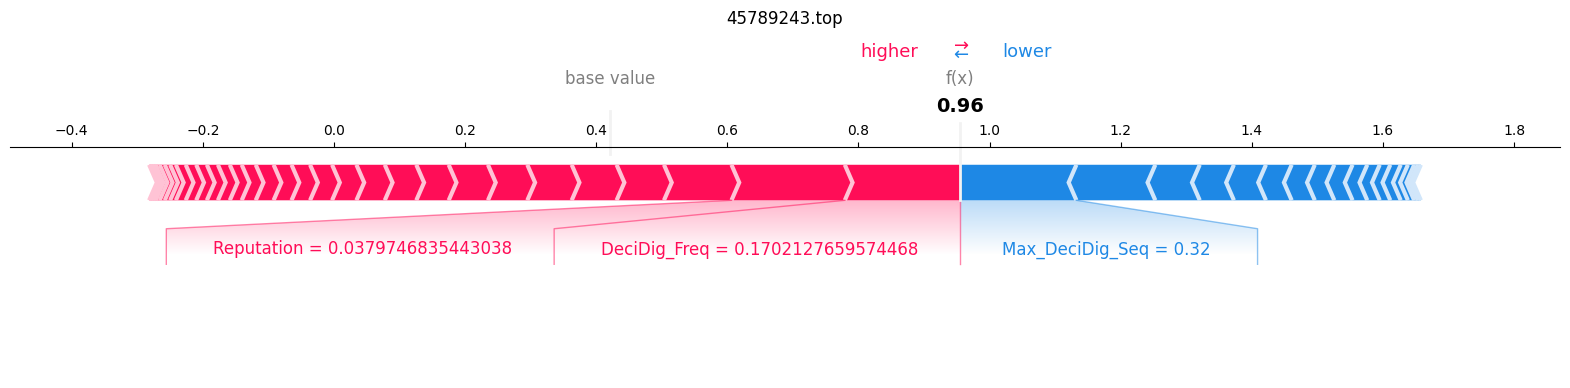 45789243.top
higher ⇄ lower
base value f(x)
0.96
−0.4 −0.2 0.0 0.2 0.4 0.6 0.8 1.0 1.2 1.4 1.6 1.8
Reputation = 0.0379746835443038 DeciDig_Freq = 0.1702127659574468 Max_DeciDig_Seq = 0.32